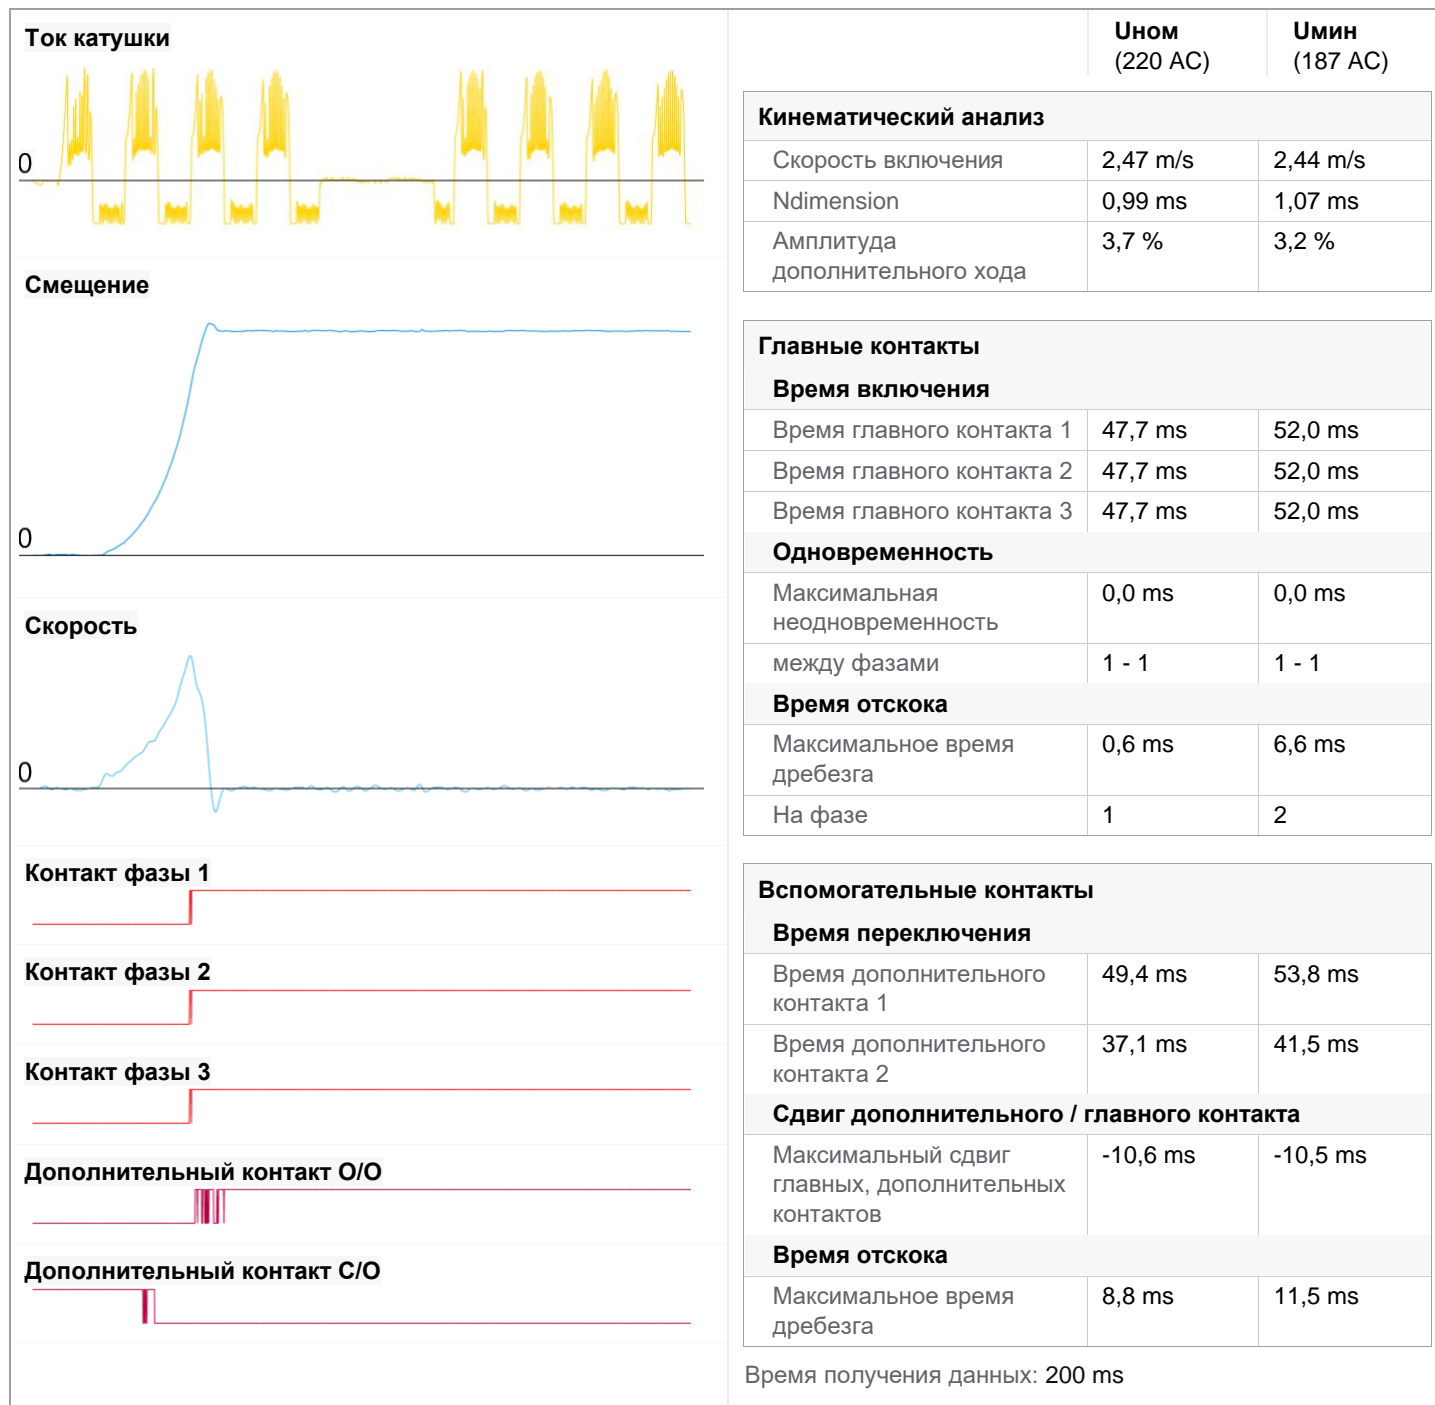 Ток катушки
0
Смещение
0
Скорость
0
Контакт фазы 1
Контакт фазы 2
Контакт фазы 3
Дополнительный контакт O/O
Дополнительный контакт C/O
Uном Uмин
(220 AC) (187 AC)
Кинематический анализ
Скорость включения 2,47 m/s 2,44 m/s
Ndimension 0,99 ms 1,07 ms
Амплитуда 3,7 % 3,2 %
дополнительного хода
Главные контакты
Время включения
Время главного контакта 1 47,7 ms 52,0 ms
Время главного контакта 2 47,7 ms 52,0 ms
Время главного контакта 3 47,7 ms 52,0 ms
Одновременность
Максимальная 0,0 ms 0,0 ms
неодновременность
между фазами 1 - 1 1 - 1
Время отскока
Максимальное время 0,6 ms 6,6 ms
дребезга
На фазе 1 2
Вспомогательные контакты
Время переключения
Время дополнительного 49,4 ms 53,8 ms
контакта 1
Время дополнительного 37,1 ms 41,5 ms
контакта 2
Сдвиг дополнительного / главного контакта
Максимальный сдвиг -10,6 ms -10,5 ms
главных, дополнительных
контактов
Время отскока
Максимальное время 8,8 ms 11,5 ms
дребезга
Время получения данных: 200 ms